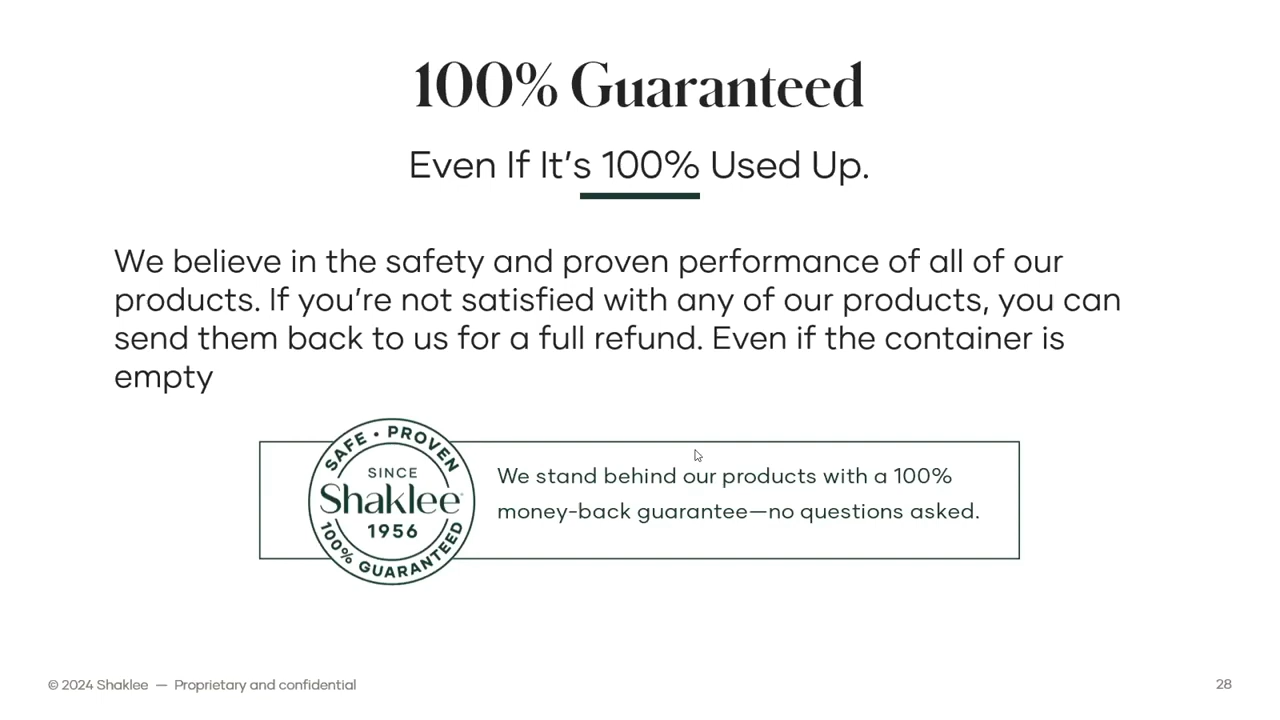 100% Guaranteed
Even If It’s 100% Used Up.
We believe in the safety and proven performance of all of our
products. If you’re not satisfied with any of our products, you can
send them back to us for a full refund. Even if the container is
empty
SAFE • PROVEN
SINCE
Shaklee
1956
100% GUARANTEED
We stand behind our products with a 100%
money-back guarantee—no questions asked.
© 2024 Shaklee — Proprietary and confidential
28